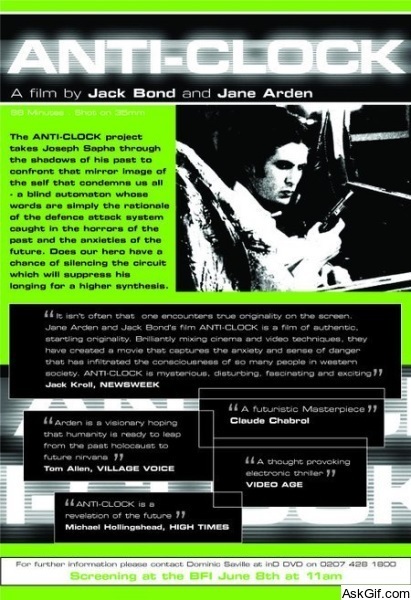 ANTI-CLOCK
A film by Jack Bond and Jane Arden
96 Minutes Shot on 35mm
The ANTI-CLOCK project
takes Joseph Sapha through
the shadows of his past to
confront that mirror image of
the self that condemns us all
- a blind automaton whose
words are simply the rationale
of the defence attack system
caught in the horrors of the
past and the anxieties of the
future. Does our hero have a
chance of silencing the circuit
which will suppress his
longing for a higher synthesis.
“It isn't often that one encounters true originality on the screen.
Jane Arden and Jack Bond's film ANTI-CLOCK is a film of authentic,
startling originality. Brilliantly mixing cinema and video techniques, they
have created a movie that captures the anxiety and sense of danger
that has infiltrated the consciousness of so many people in western
society. ANTI-CLOCK is mysterious, disturbing, fascinating and exciting”
Jack Kroll, NEWSWEEK
“A futuristic Masterpiece”
Claude Chabrol
“Arden is a visionary hoping
that humanity is ready to leap
from the past holocaust to
future nirvana”
Tom Allen, VILLAGE VOICE
“A thought provoking
electronic thriller”
VIDEO AGE
“ANTI-CLOCK is a
revelation of the future”
Michael Hollingshead, HIGH TIMES
For further information please contact Dominic Saville at inD DVD on 0207 428 1800
Screening at the BFI June 8th at 11am
AskGif.com